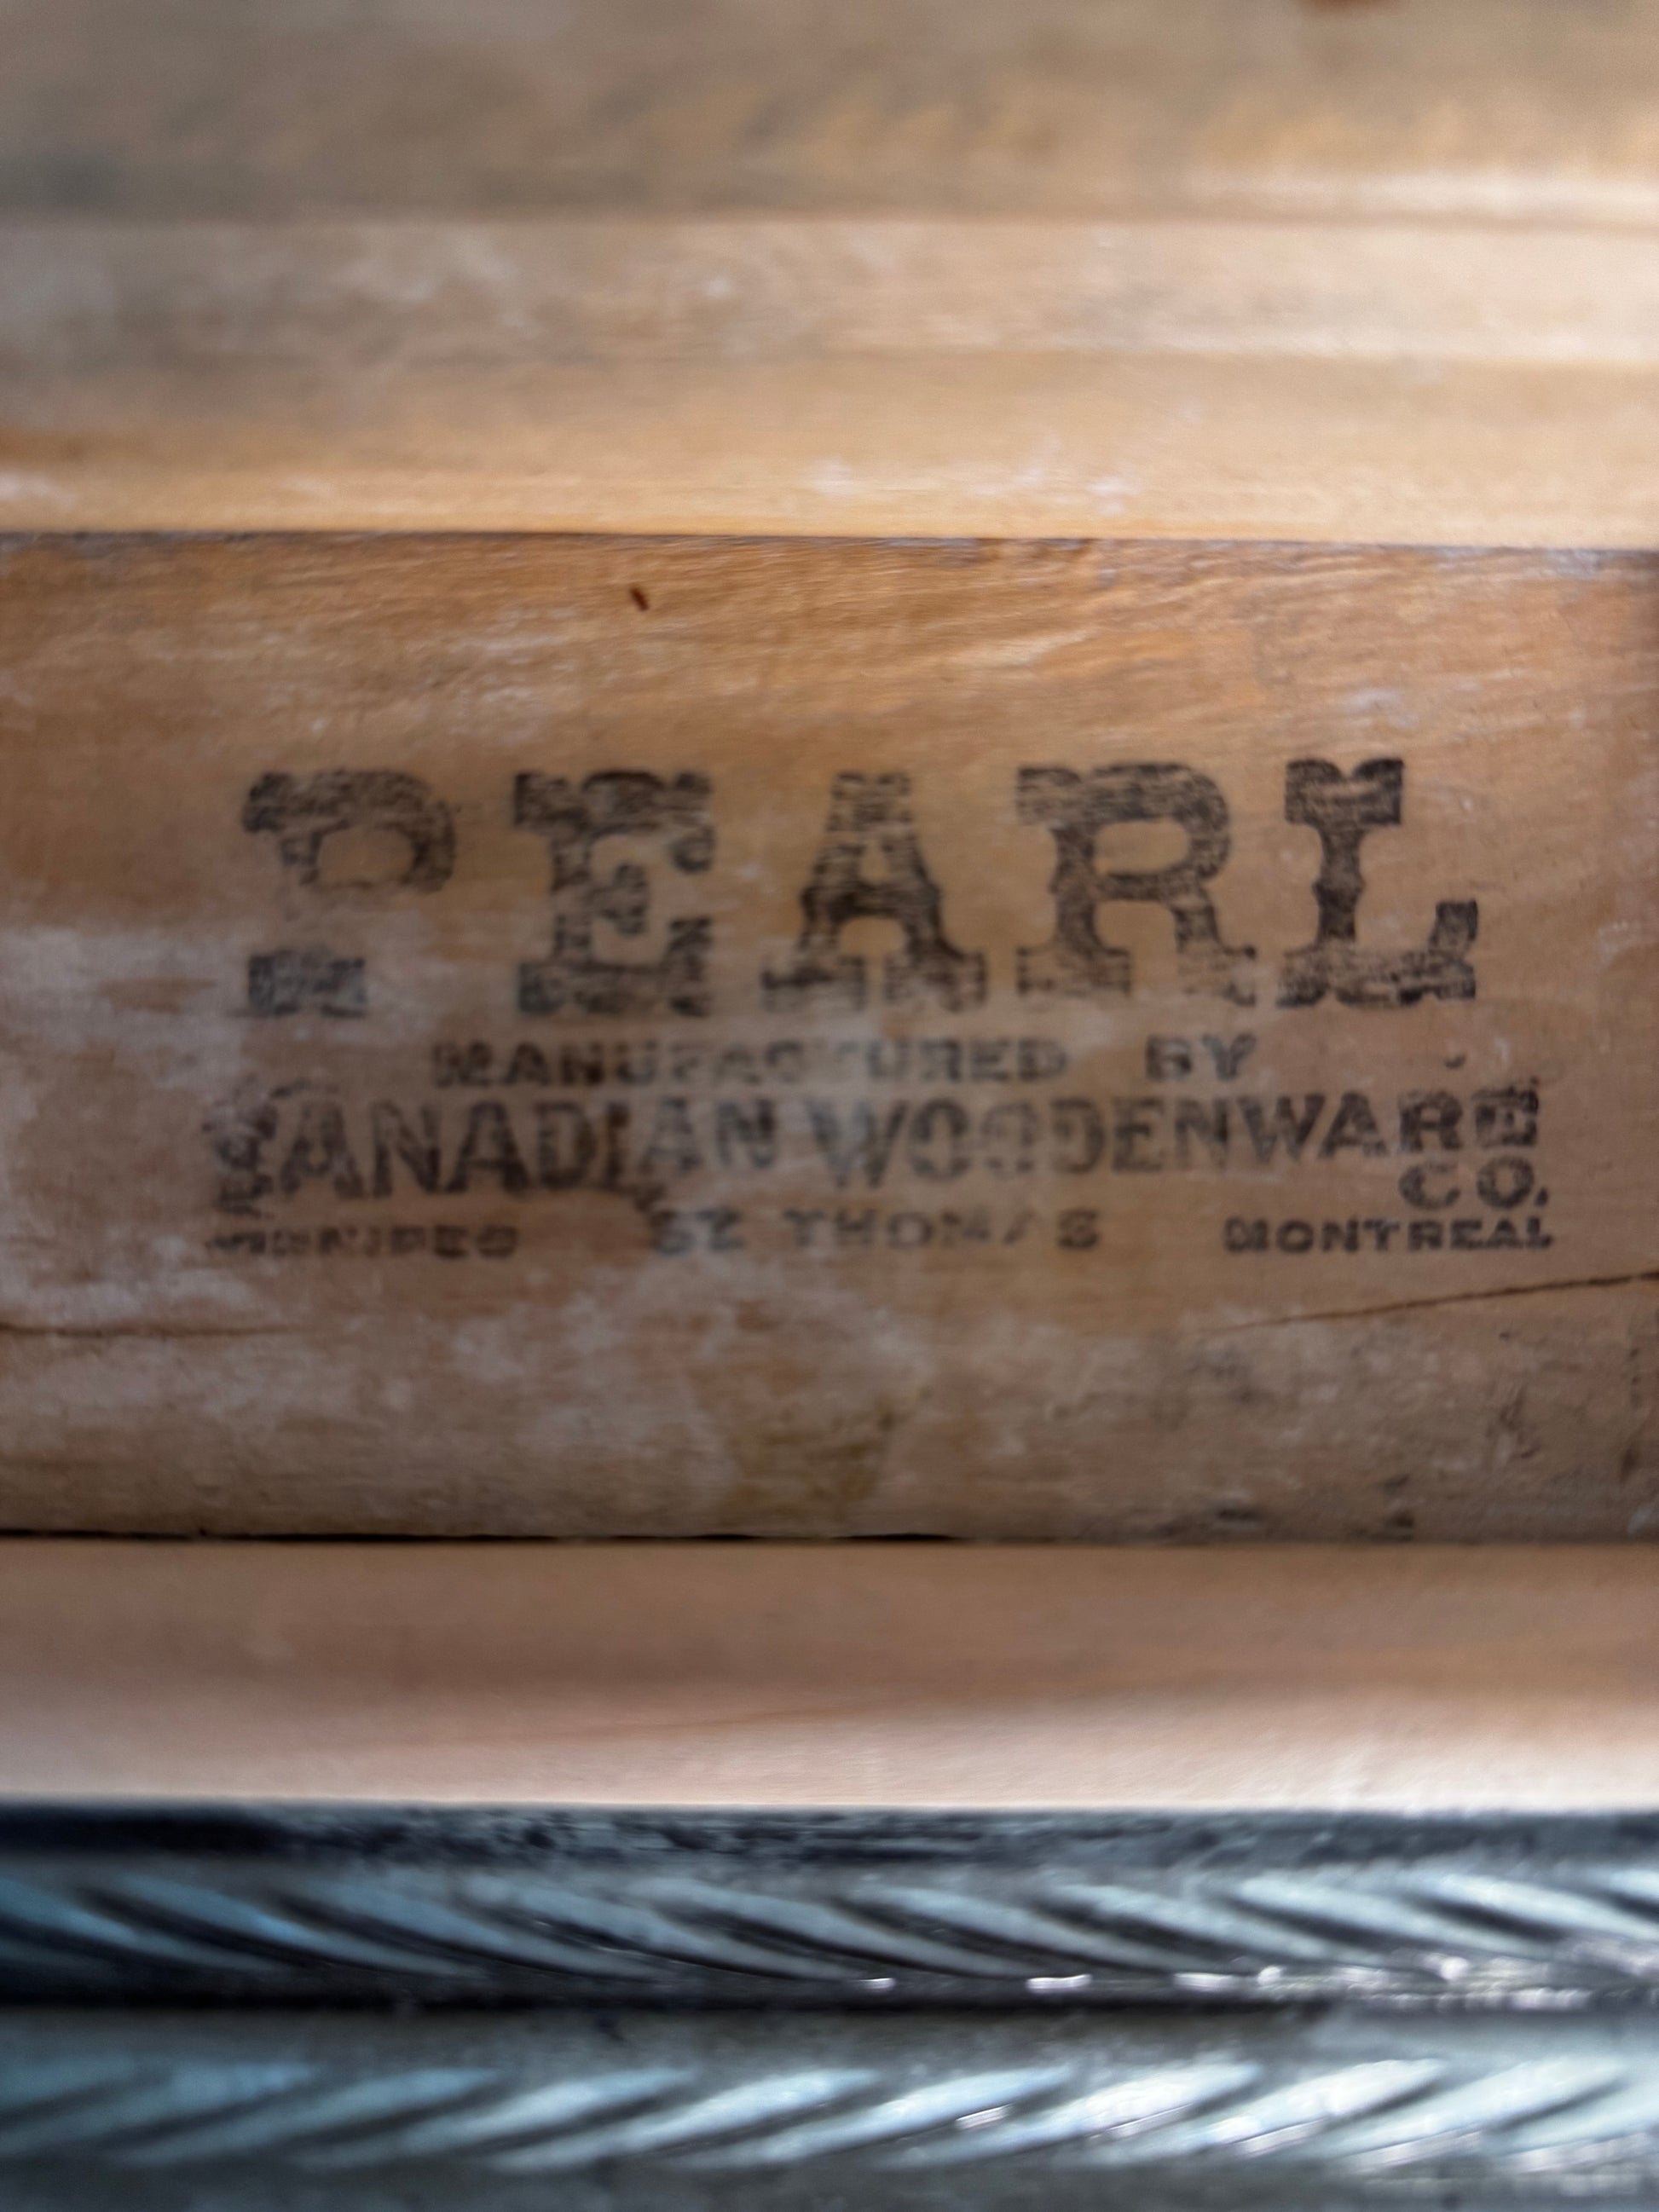 PEARL
MANUFACTURED BY
CANADIAN WOODENWARE
CO.
WINNIPEG ST THOMAS MONTREAL